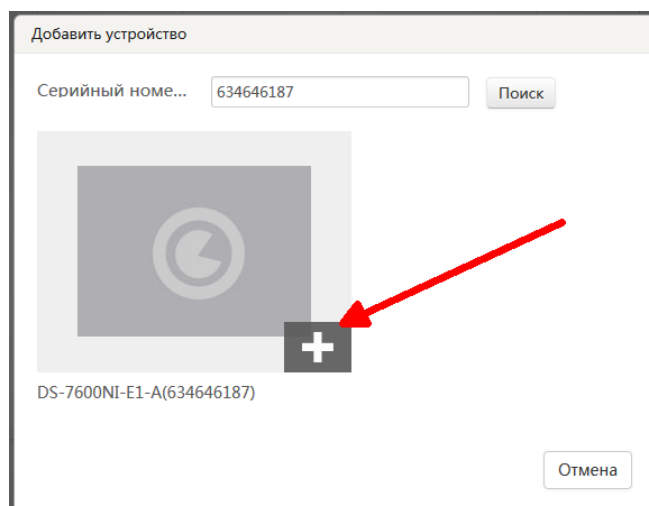 Добавить устройство
Серийный номе... 634646187 Поиск
DS-7600NI-E1-A(634646187)
Отмена